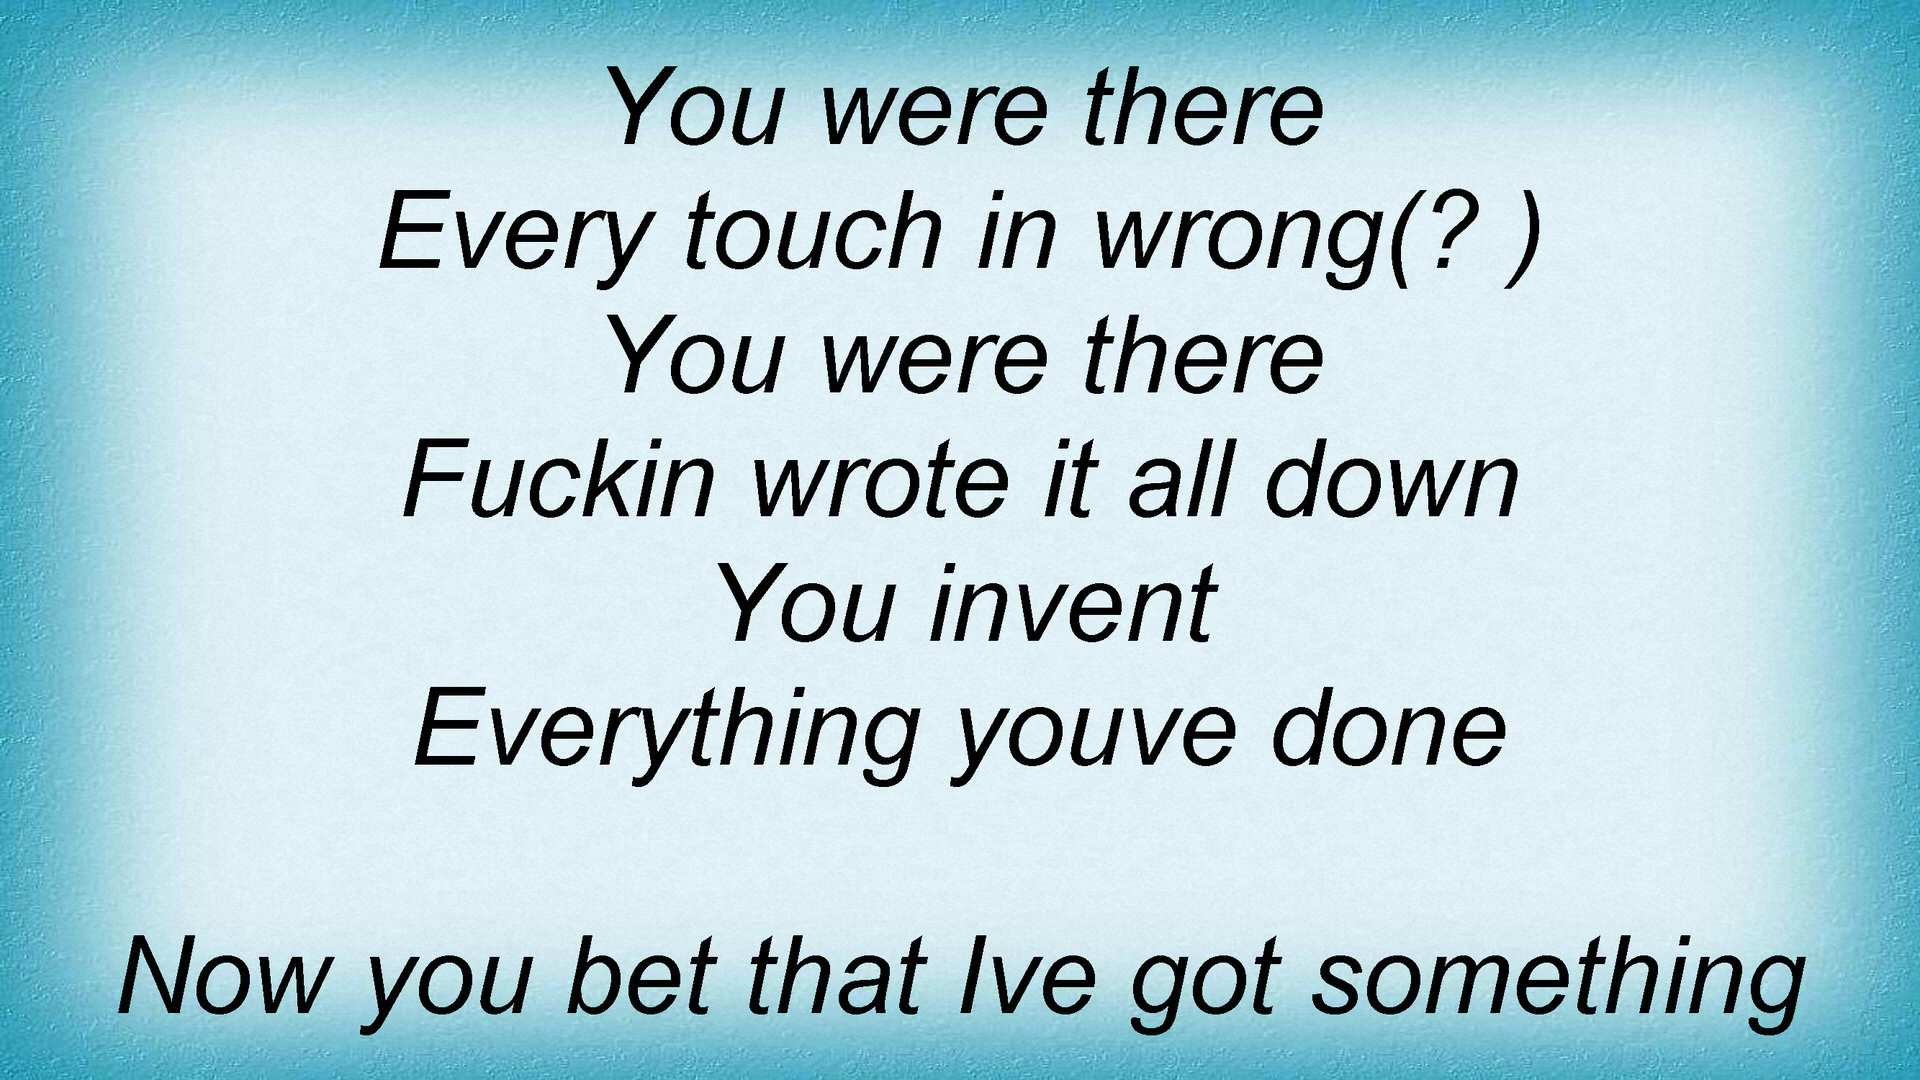 You were there
Every touch in wrong(? )
You were there
Fuckin wrote it all down
You invent
Everything youve done
Now you bet that Ive got something